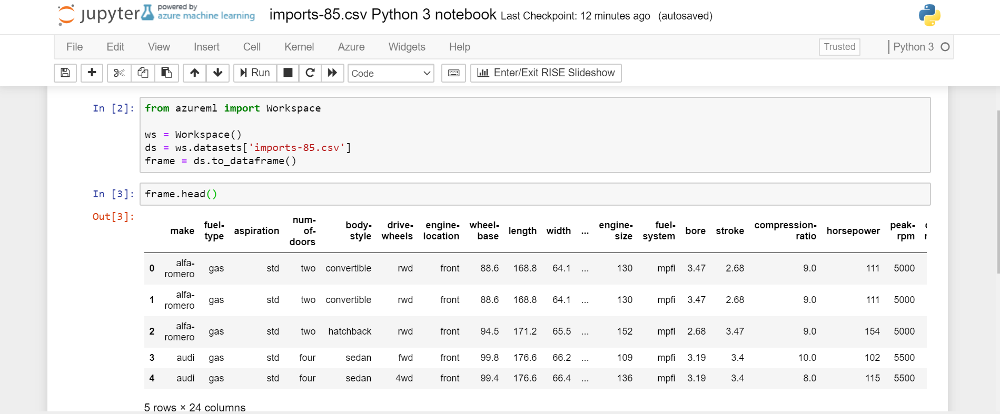 jupyter powered by azure machine learning imports-85.csv Python 3 notebook Last Checkpoint: 12 minutes ago (autosaved)
File Edit View Insert Cell Kernel Azure Widgets Help Trusted Python 3
Run Code Enter/Exit RISE Slideshow
In [2]: from azureml import Workspace
ws = Workspace()
ds = ws.datasets['imports-85.csv']
frame = ds.to_dataframe()
In [3]: frame.head()
Out[3]:
make fuel-type aspiration num-of-doors body-style drive-wheels engine-location wheel-base length width ... engine-size fuel-system bore stroke compression-ratio horsepower peak-rpm
0 alfa-romero gas std two convertible rwd front 88.6 168.8 64.1 ... 130 mpfi 3.47 2.68 9.0 111 5000
1 alfa-romero gas std two convertible rwd front 88.6 168.8 64.1 ... 130 mpfi 3.47 2.68 9.0 111 5000
2 alfa-romero gas std two hatchback rwd front 94.5 171.2 65.5 ... 152 mpfi 2.68 3.47 9.0 154 5000
3 audi gas std four sedan fwd front 99.8 176.6 66.2 ... 109 mpfi 3.19 3.4 10.0 102 5500
4 audi gas std four sedan 4wd front 99.4 176.6 66.4 ... 136 mpfi 3.19 3.4 8.0 115 5500
5 rows × 24 columns